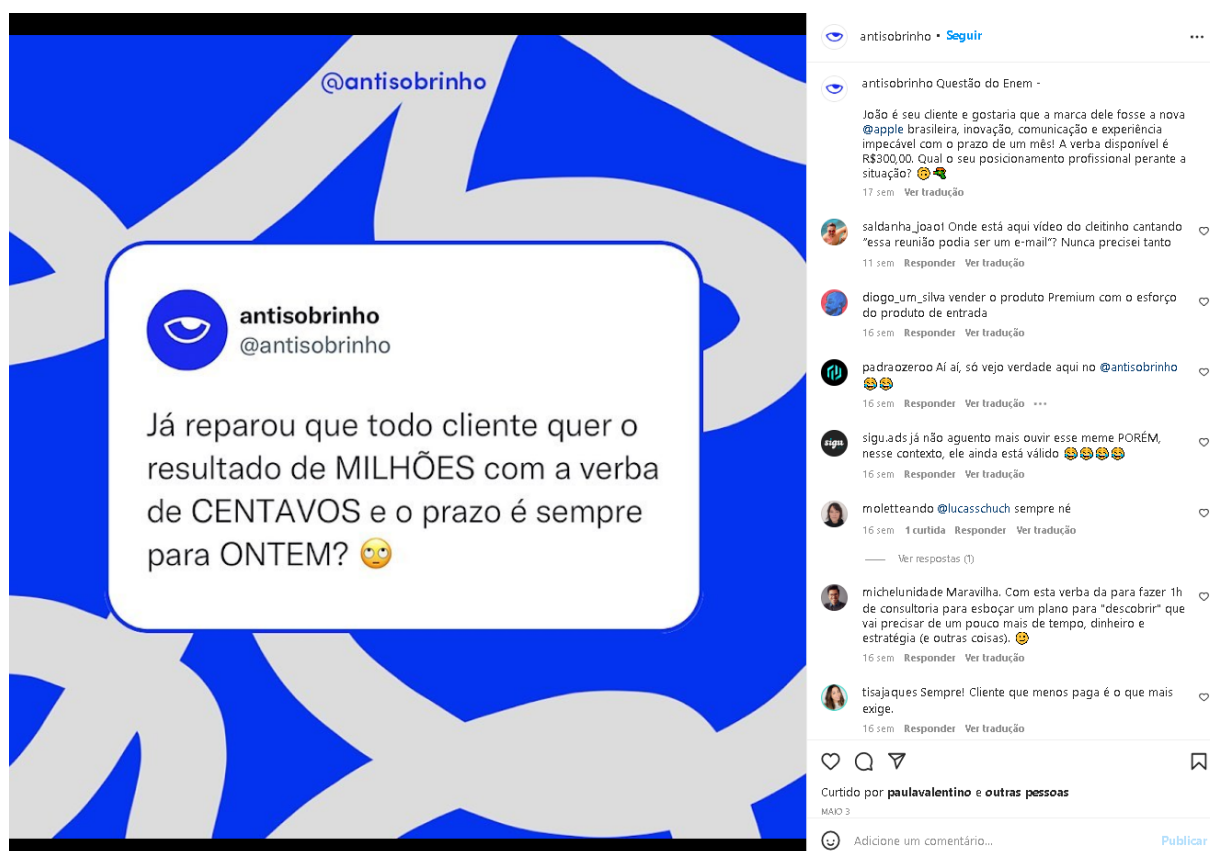 @antisobrinho
antisobrinho
@antisobrinho
Já reparou que todo cliente quer o
resultado de MILHÕES com a verba
de CENTAVOS e o prazo é sempre
para ONTEM? 🙄
antisobrinho • Seguir
antisobrinho Questão do Enem -
João é seu cliente e gostaria que a marca dele fosse a nova
@apple brasileira, inovação, comunicação e experiência
impecável com o prazo de um mês! A verba disponível é
R$300,00. Qual o seu posicionamento profissional perante a
situação? 🙃🔫
17 sem Ver tradução
saldanha_joao1 Onde está aqui vídeo do cleitinho cantando
"essa reunião podia ser um e-mail"? Nunca precisei tanto
11 sem Responder Ver tradução
diogo_um_silva vender o produto Premium com o esforço
do produto de entrada
16 sem Responder Ver tradução
padraozeroo Aí aí, só vejo verdade aqui no @antisobrinho
😂😂
16 sem Responder Ver tradução
sigu
sigu.ads já não aguento mais ouvir esse meme PORÉM,
nesse contexto, ele ainda está válido 😂😂😂😂
16 sem Responder Ver tradução
moletteando @lucasschuch sempre né
16 sem 1 curtida Responder Ver tradução
Ver respostas (1)
michelunidade Maravilha. Com esta verba da para fazer 1h
de consultoria para esboçar um plano para "descobrir" que
vai precisar de um pouco mais de tempo, dinheiro e
estratégia (e outras coisas). 🙂
16 sem Responder Ver tradução
tisajaques Sempre! Cliente que menos paga é o que mais
exige.
16 sem Responder Ver tradução
Curtido por paulavalentino e outras pessoas
MAIO 3
Adicione um comentário... Publicar